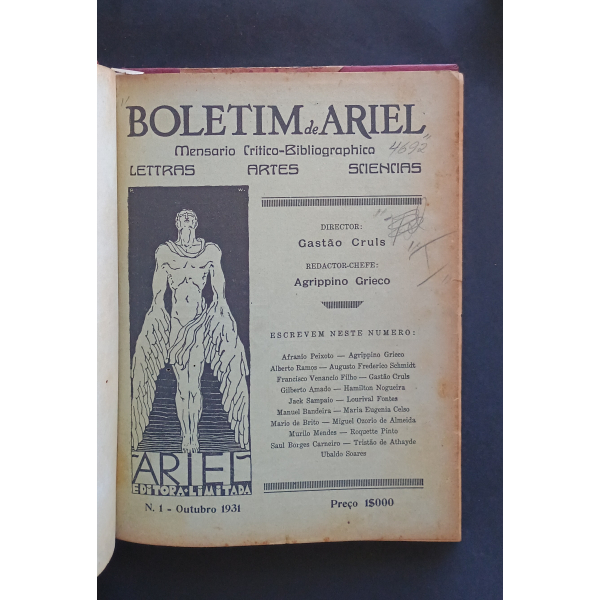 BOLETIM de ARIEL
Mensario Critico-Bibliographico
4692
LETTRAS ARTES SCIENCIAS
DIRECTOR:
Gastão Cruls
REDACTOR-CHEFE:
Agrippino Grieco
ESCREVEM NESTE NUMERO:
Afranio Peixoto — Agrippino Grieco
Alberto Ramos — Augusto Frederico Schmidt
Francisco Venancio Filho — Gastão Cruls
Gilberto Amado — Hamilton Nogueira
Jack Sampaio — Lourival Fontes
Manuel Bandeira — Maria Eugenia Celso
Mario de Brito — Miguel Ozorio de Almeida
Murilo Mendes — Roquette Pinto
Saul Borges Carneiro — Tristão de Athayde
Ubaldo Soares
ARIEL
EDITORA-LIMITADA
N. 1 - Outubro 1931
Preço 1$000